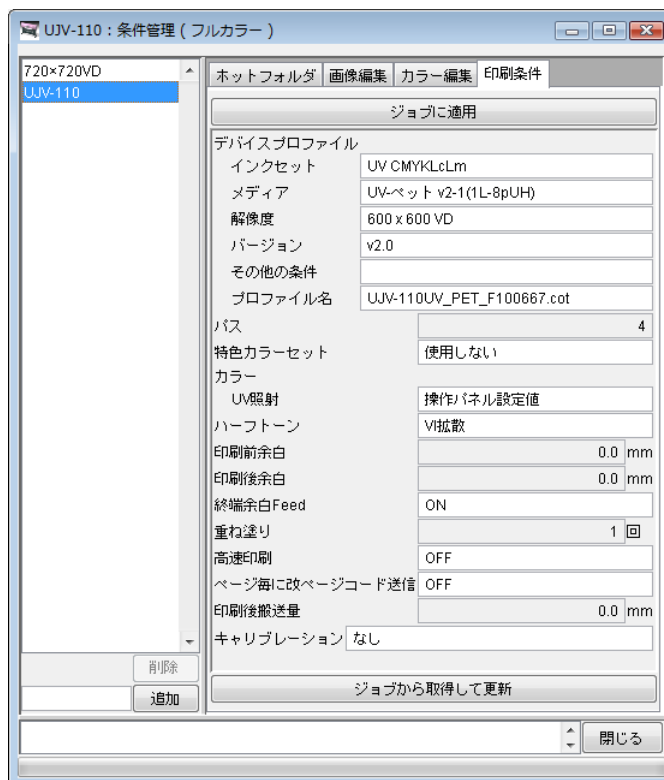 UJV-110：条件管理 ( フルカラー )
720×720VD
UJV-110
ホットフォルダ 画像編集 カラー編集 印刷条件
ジョブに適用
デバイスプロファイル
インクセット UV CMYKLcLm
メディア UV-ペット v2-1(1L-8pUH)
解像度 600 x 600 VD
バージョン v2.0
その他の条件
プロファイル名 UJV-110UV_PET_F100667.cot
パス 4
特色カラーセット 使用しない
カラー
UV照射 操作パネル設定値
ハーフトーン VI拡散
印刷前余白 0.0 mm
印刷後余白 0.0 mm
終端余白Feed ON
重ね塗り 1 回
高速印刷 OFF
ページ毎に改ページコード送信 OFF
印刷後搬送量 0.0 mm
キャリブレーション なし
削除
追加
ジョブから取得して更新
閉じる